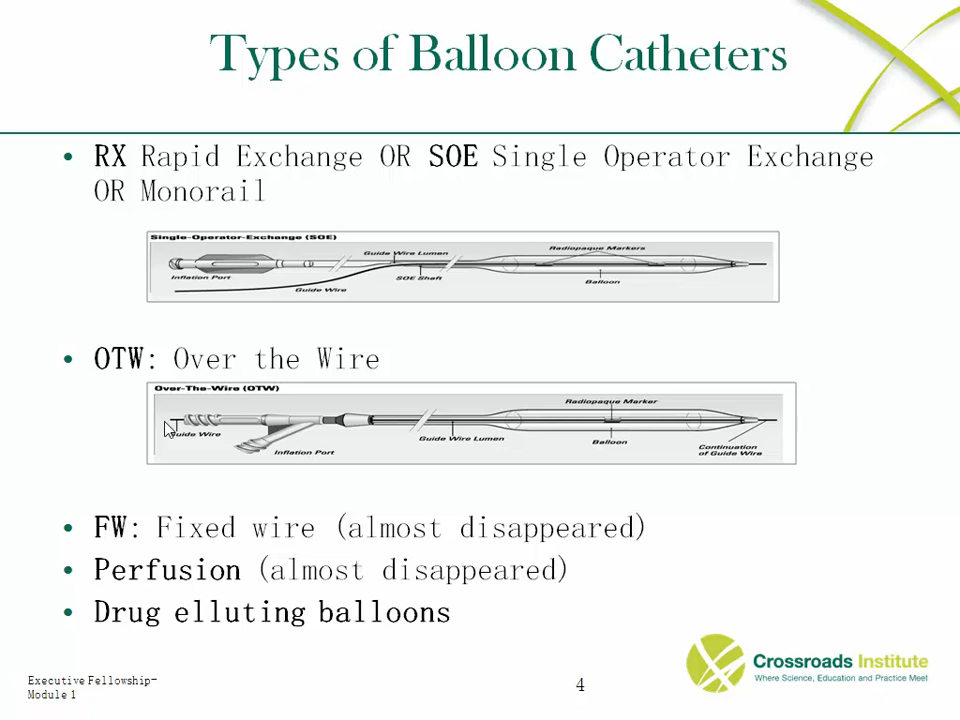 Types of Balloon Catheters
• RX Rapid Exchange OR SOE Single Operator Exchange
OR Monorail
Single-Operator-Exchange (SOE)
Guide Wire Lumen
Radiopaque Markers
Inflation Port
SOE Shaft
Balloon
Guide Wire
• OTW: Over the Wire
Over-The-Wire (OTW)
Radiopaque Marker
Guide Wire
Guide Wire Lumen
Balloon
Continuation
of Guide Wire
Inflation Port
• FW: Fixed wire (almost disappeared)
• Perfusion (almost disappeared)
• Drug elluting balloons
Executive Fellowship-
Module 1
4
Crossroads Institute
Where Science, Education and Practice Meet